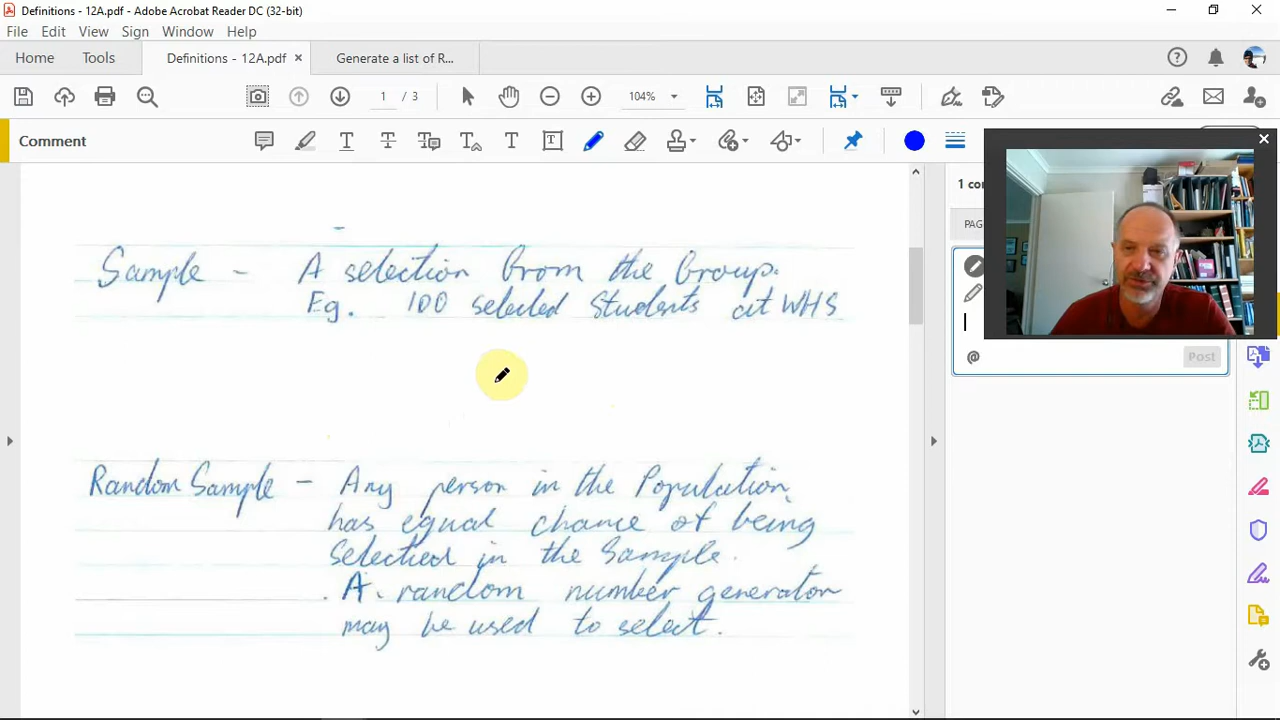 Definitions - 12A.pdf - Adobe Acrobat Reader DC (32-bit)
File Edit View Sign Window Help
Home Tools Definitions - 12A.pdf × Generate a list of R...
1 / 3 104%
Comment
1 co
PAG
Sample - A selection from the Group.
Eg. 100 selected students at WHS
@ Post
Random Sample - Any person in the Population
has equal chance of being
selected in the Sample.
. A. random number generator
may be used to select.